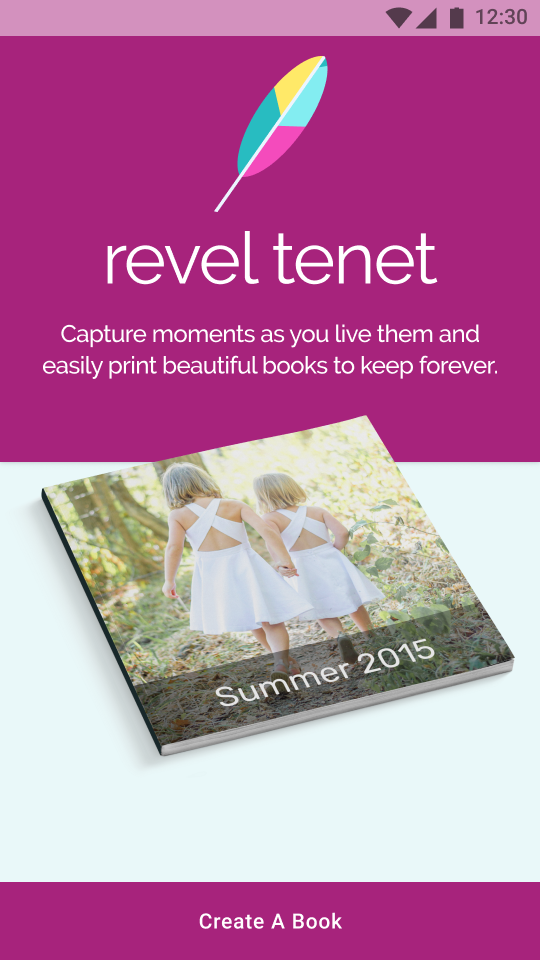 12:30
revel tenet
Capture moments as you live them and
easily print beautiful books to keep forever.
Summer 2015
Create A Book